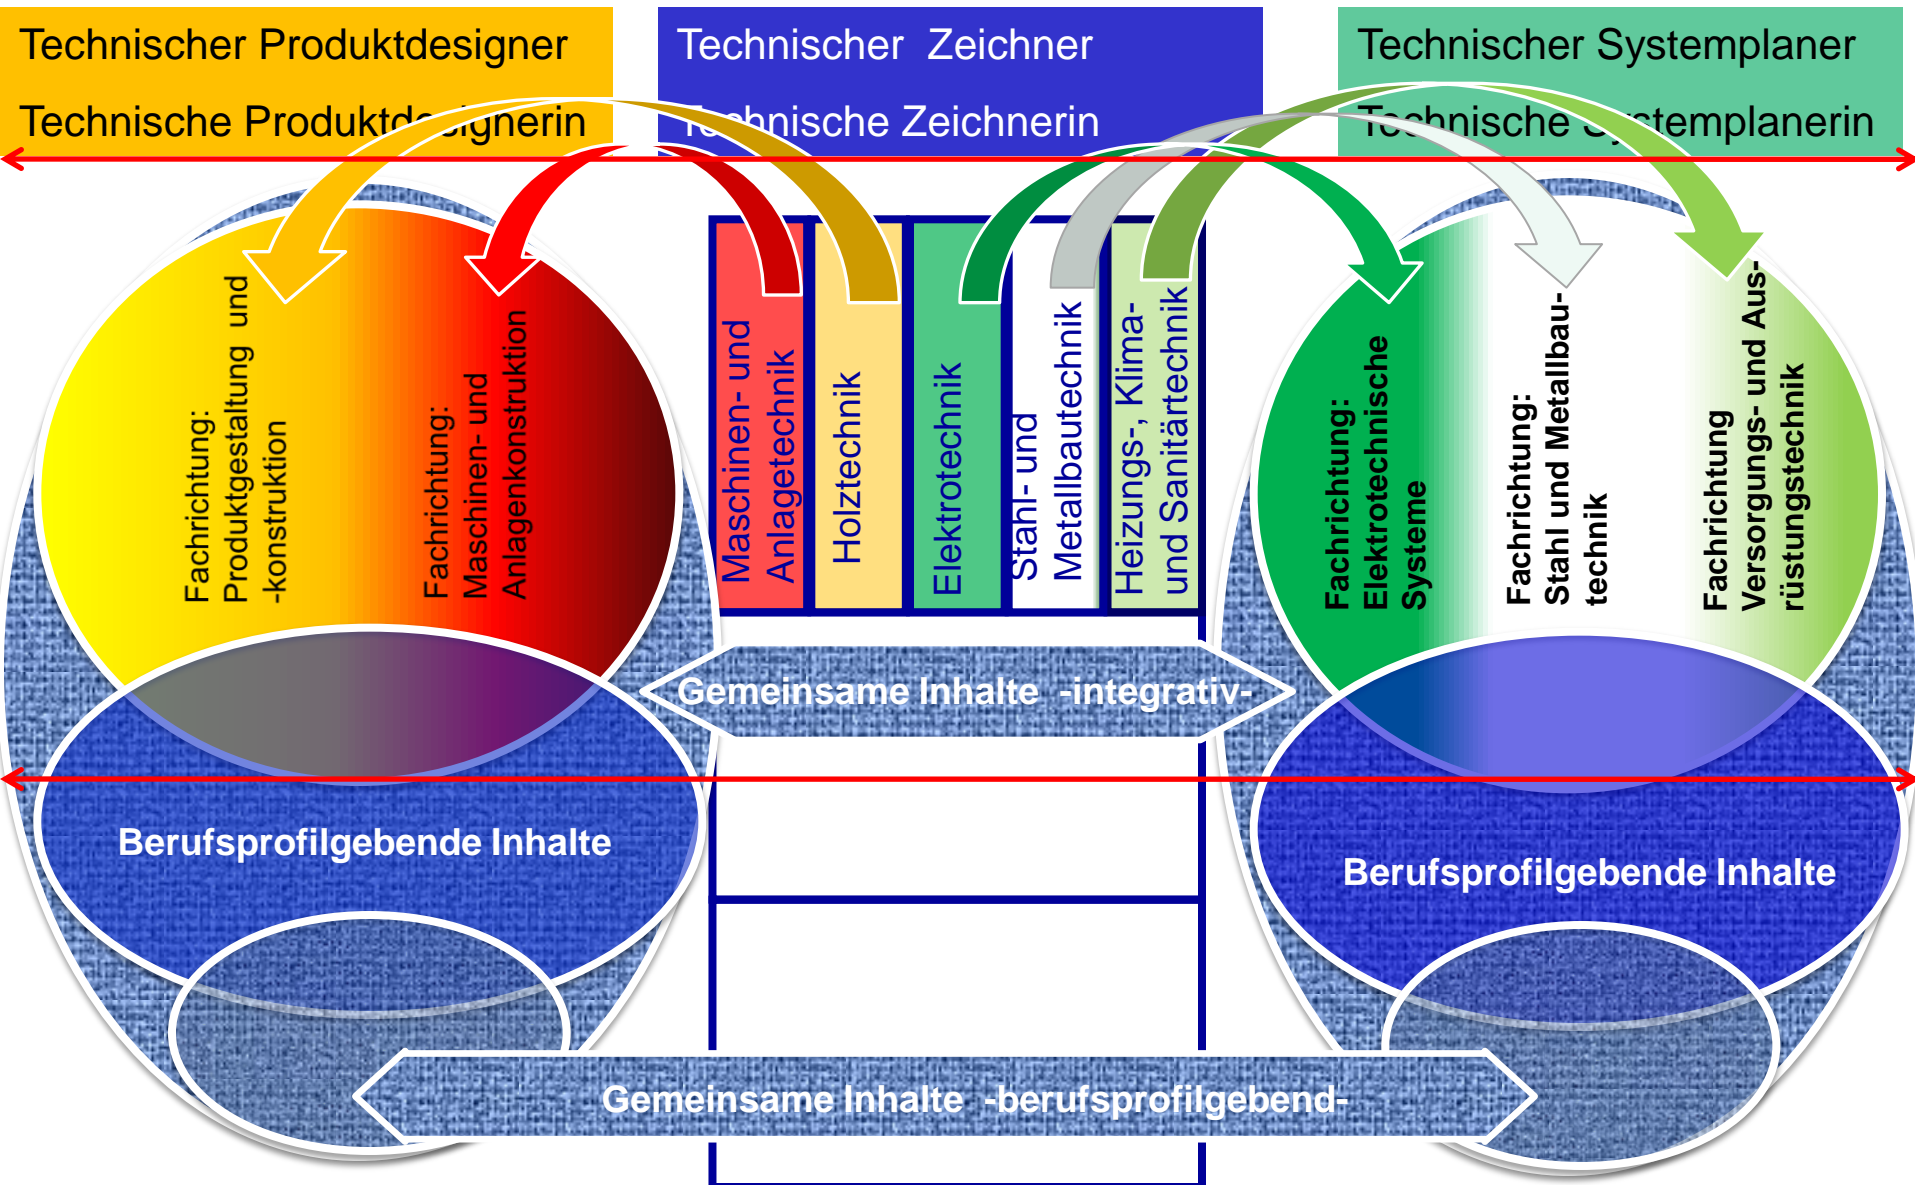 Technischer Produktdesigner
Technische Produktdesignerin
Technischer Zeichner
Technische Zeichnerin
Technischer Systemplaner
Technische Systemplanerin
Fachrichtung:
Produktgestaltung und
-konstruktion
Fachrichtung:
Maschinen- und
Anlagenkonstruktion
Maschinen- und
Anlagetechnik
Holztechnik
Elektrotechnik
Stahl- und
Metallbautechnik
Heizungs-, Klima-
und Sanitärtechnik
Fachrichtung:
Elektrotechnische
Systeme
Fachrichtung:
Stahl und Metallbau-
technik
Fachrichtung
Versorgungs- und Aus-
rüstungstechnik
Gemeinsame Inhalte -integrativ-
Berufsprofilgebende Inhalte
Berufsprofilgebende Inhalte
Gemeinsame Inhalte -berufsprofilgebend-